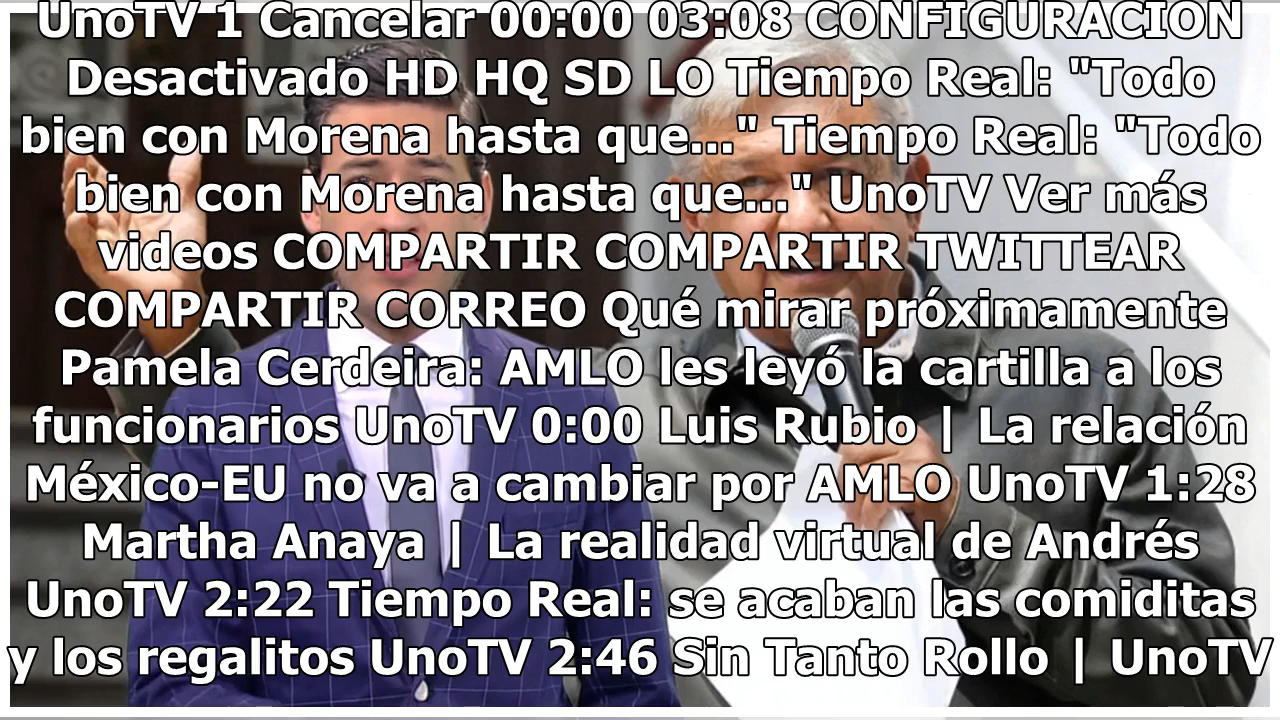 UnoTV 1 Cancelar 00:00 03:08 CONFIGURACIÓN
Desactivado HD HQ SD LO Tiempo Real: "Todo
bien con Morena hasta que..." Tiempo Real: "Todo
bien con Morena hasta que..." UnoTV Ver más
videos COMPARTIR COMPARTIR TWITTEAR
COMPARTIR CORREO Qué mirar próximamente
Pamela Cerdeira: AMLO les leyó la cartilla a los
funcionarios UnoTV 0:00 Luis Rubio | La relación
México-EU no va a cambiar por AMLO UnoTV 1:28
Martha Anaya | La realidad virtual de Andrés
UnoTV 2:22 Tiempo Real: se acaban las comiditas
y los regalitos UnoTV 2:46 Sin Tanto Rollo | UnoTV